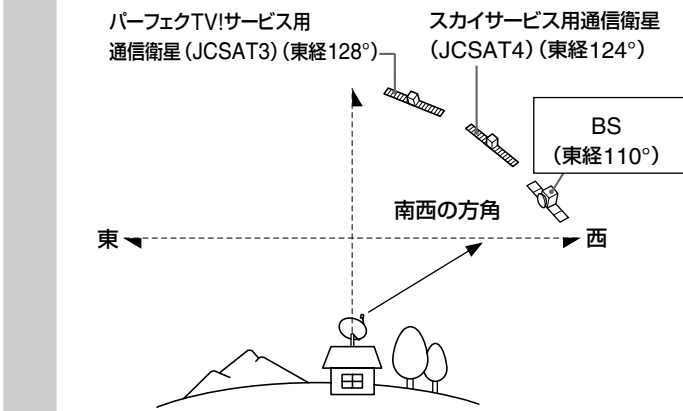 パーフェクTV!サービス用
通信衛星(JCSAT3)(東経128°)
スカイサービス用通信衛星
(JCSAT4)(東経124°)
BS
(東経110°)
南西の方角
東
西